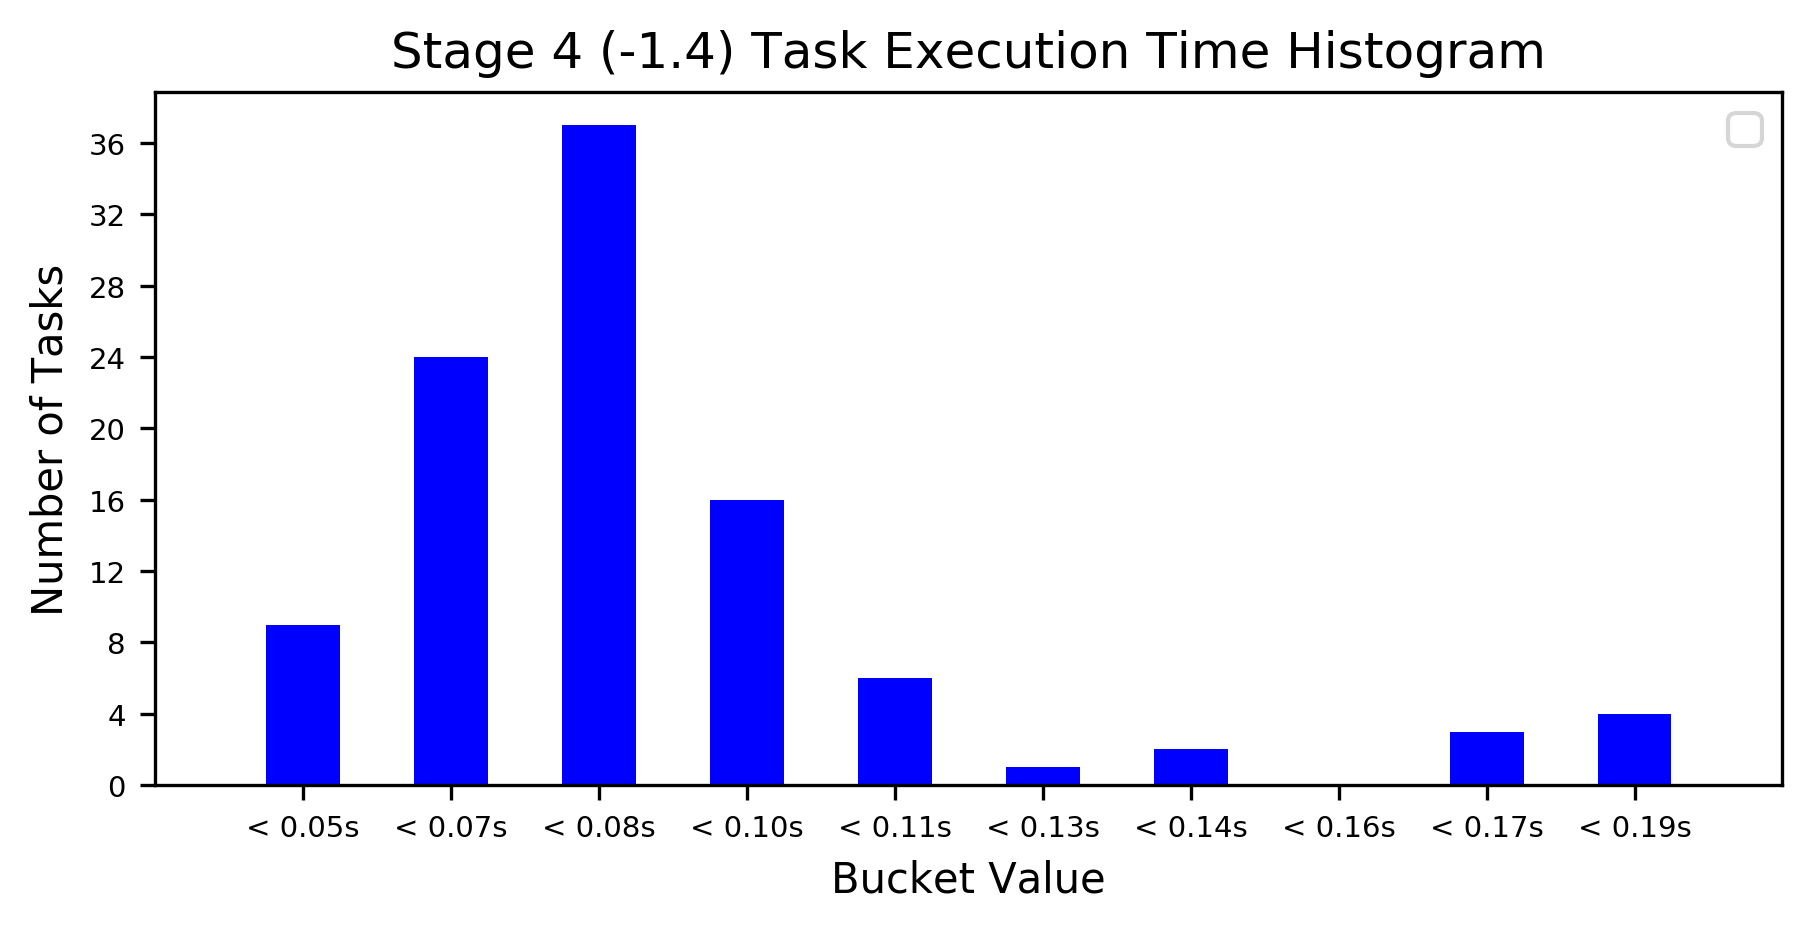 Stage 4 (-1.4) Task Execution Time Histogram
Number of Tasks
36
32
28
24
20
16
12
8
4
0
< 0.05s < 0.07s < 0.08s < 0.10s < 0.11s < 0.13s < 0.14s < 0.16s < 0.17s < 0.19s
Bucket Value